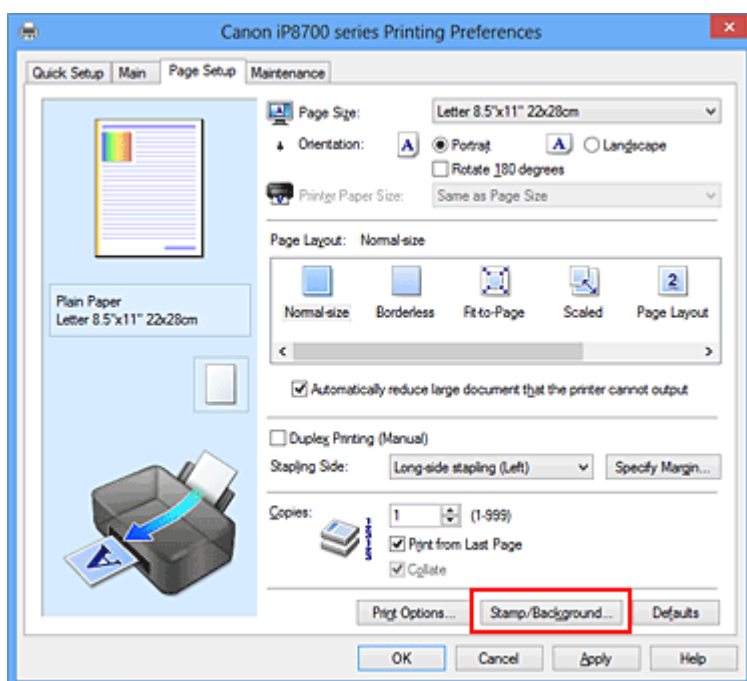 Canon iP8700 series Printing Preferences
Quick Setup Main Page Setup Maintenance
Page Size: Letter 8.5"x11" 22x28cm
Orientation: A Portrait A Landscape
Rotate 180 degrees
Printer Paper Size: Same as Page Size
Page Layout: Normal-size
2
Normal-size Borderless Fit-to-Page Scaled Page Layout
Plain Paper
Letter 8.5"x11" 22x28cm
Automatically reduce large document that the printer cannot output
Duplex Printing (Manual)
Stapling Side: Long-side stapling (Left) Specify Margin...
Copies: 1 (1-999)
Print from Last Page
Collate
A
Print Options... Stamp/Background... Defaults
OK Cancel Apply Help